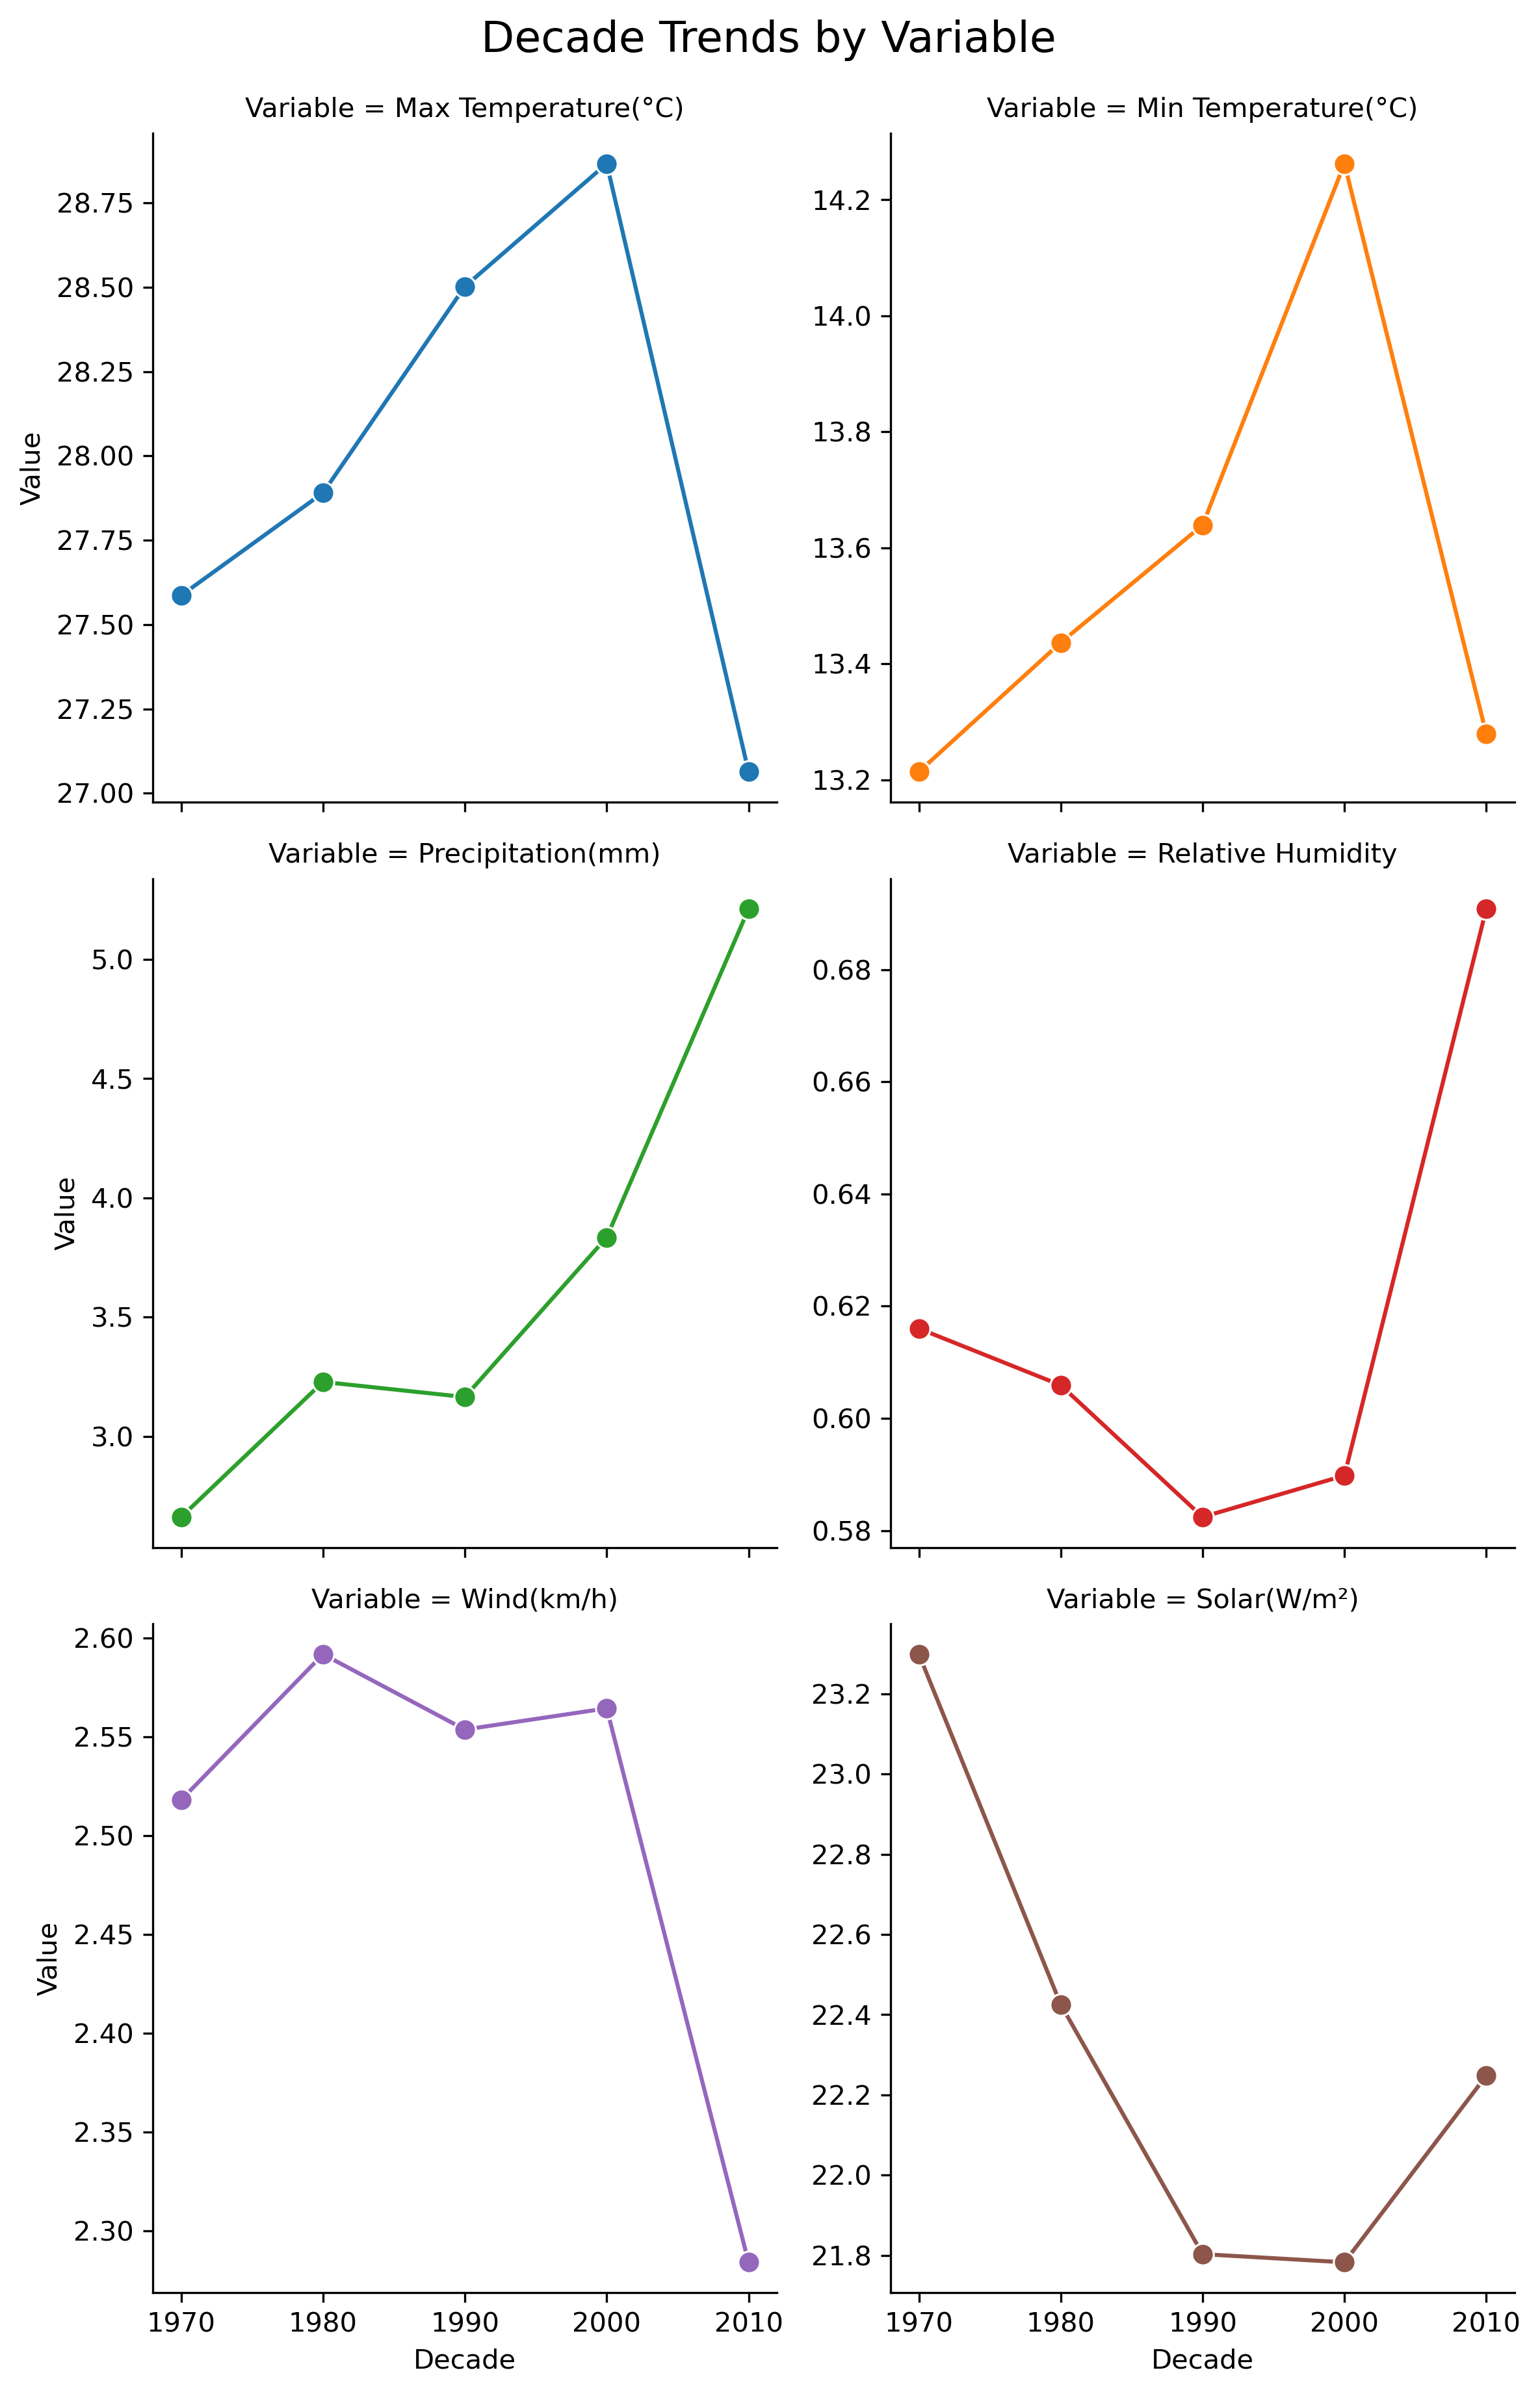 Decade Trends by Variable
Variable = Max Temperature(°C)
Value
28.75
28.50
28.25
28.00
27.75
27.50
27.25
27.00
Variable = Min Temperature(°C)
14.2
14.0
13.8
13.6
13.4
13.2
Variable = Precipitation(mm)
Value
5.0
4.5
4.0
3.5
3.0
Variable = Relative Humidity
0.68
0.66
0.64
0.62
0.60
0.58
Variable = Wind(km/h)
Value
2.60
2.55
2.50
2.45
2.40
2.35
2.30
1970 1980 1990 2000 2010
Decade
Variable = Solar(W/m²)
23.2
23.0
22.8
22.6
22.4
22.2
22.0
21.8
1970 1980 1990 2000 2010
Decade